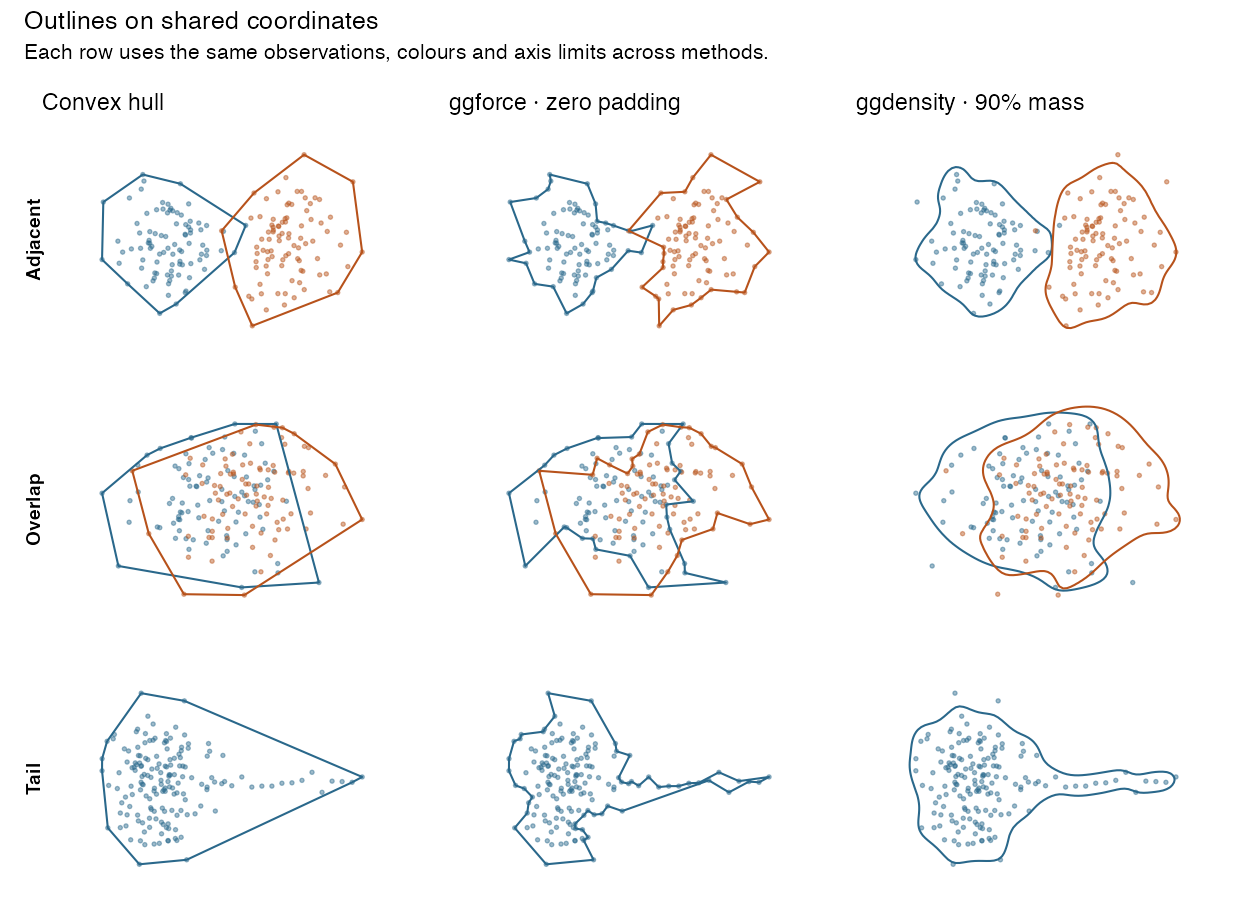 Outlines on shared coordinates
Each row uses the same observations, colours and axis limits across methods.
Convex hull
ggforce · zero padding
ggdensity · 90% mass
Adjacent
Overlap
Tail